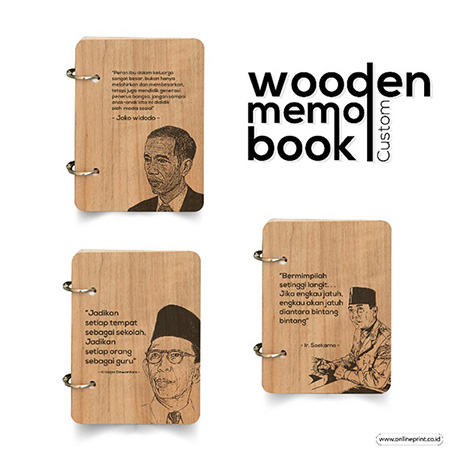 "Peran ibu dalam keluarga
sangat besar, bukan hanya
melahirkan dan membesarkan,
tetapi juga mendidik generasi
penerus bangsa, jangan sampai
anak-anak kita ini dididik
oleh media sosial"
- Joko widodo -
wooden
memo
book
Custom
"Jadikan
setiap tempat
sebagai sekolah,
Jadikan
setiap orang
sebagai guru"
- Ki Hadjar Dewantara -
"Bermimpilah
setinggi langit. . .
Jika engkau jatuh,
engkau akan jatuh
diantara bintang
bintang"
- Ir. Soekarno -
www.onlineprint.co.id